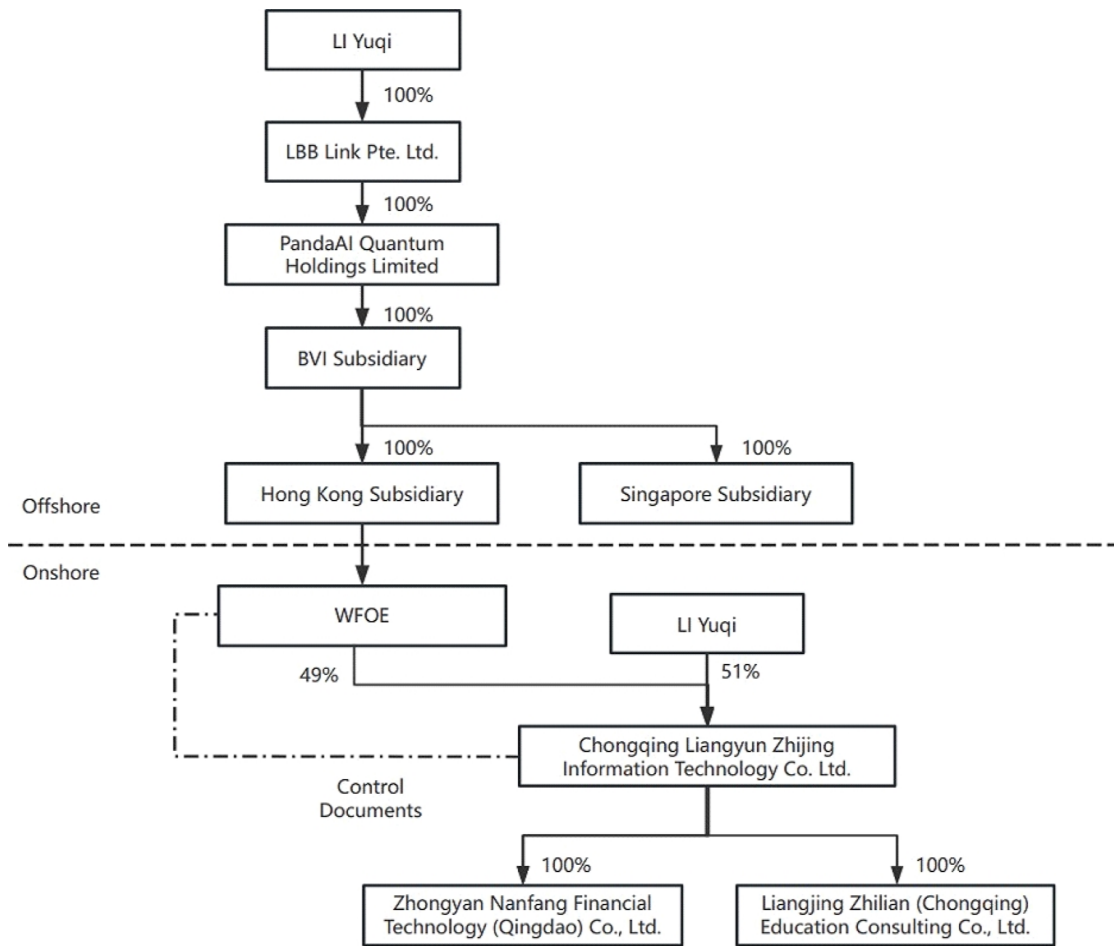 LI Yuqi
100%
LBB Link Pte. Ltd.
100%
PandaAI Quantum
Holdings Limited
100%
BVI Subsidiary
100%
100%
Hong Kong Subsidiary
Singapore Subsidiary
Offshore
Onshore
WFOE
LI Yuqi
49%
51%
Chongqing Liangyun Zhijing
Information Technology Co. Ltd.
Control
Documents
100%
100%
Zhongyan Nanfang Financial
Technology (Qingdao) Co., Ltd.
Liangjing Zhilian (Chongqing)
Education Consulting Co., Ltd.